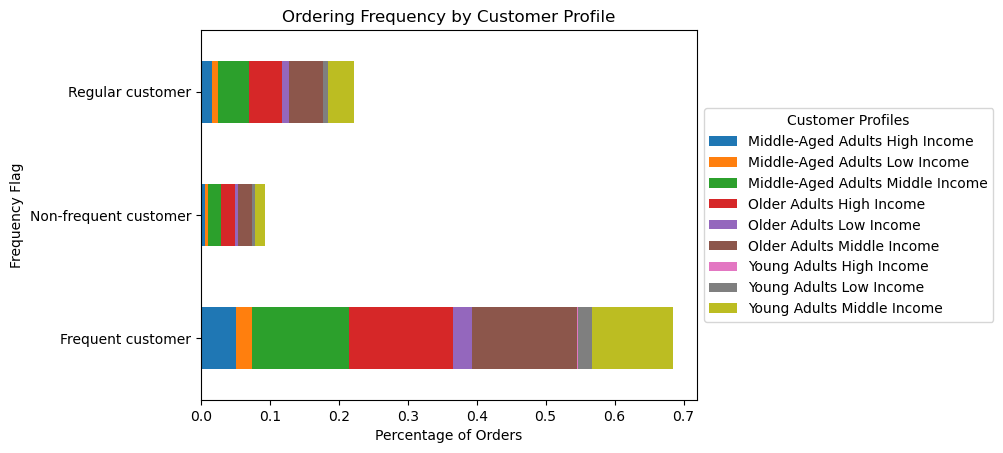 Ordering Frequency by Customer Profile
Frequency Flag
Regular customer
Non-frequent customer
Frequent customer
0.0 0.1 0.2 0.3 0.4 0.5 0.6 0.7
Percentage of Orders
Customer Profiles
Middle-Aged Adults High Income
Middle-Aged Adults Low Income
Middle-Aged Adults Middle Income
Older Adults High Income
Older Adults Low Income
Older Adults Middle Income
Young Adults High Income
Young Adults Low Income
Young Adults Middle Income